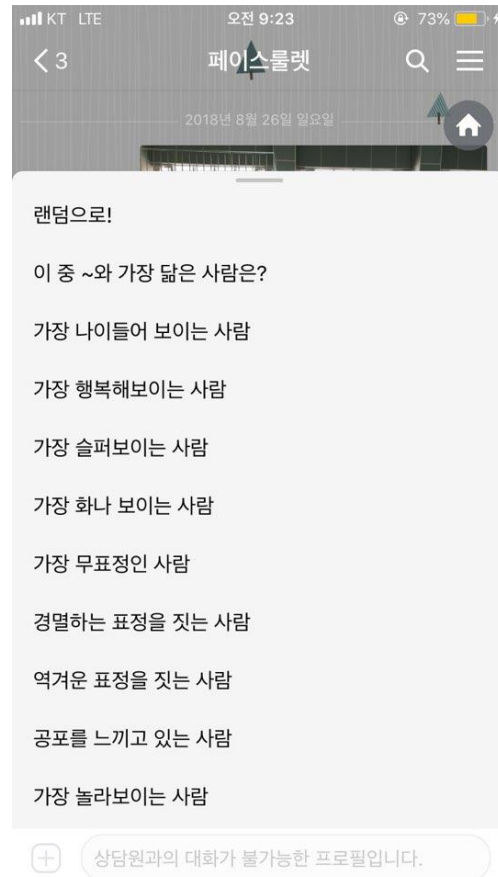 KT LTE 오전 9:23 73%
3 페이스룰렛
2018년 8월 26일 일요일
랜덤으로!
이 중 ~와 가장 닮은 사람은?
가장 나이들어 보이는 사람
가장 행복해보이는 사람
가장 슬퍼보이는 사람
가장 화나 보이는 사람
가장 무표정인 사람
경멸하는 표정을 짓는 사람
역겨운 표정을 짓는 사람
공포를 느끼고 있는 사람
가장 놀라보이는 사람
상담원과의 대화가 불가능한 프로필입니다.